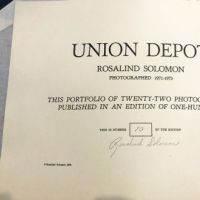 UNION DEPOT
ROSALIND SOLOMON
PHOTOGRAPHED 1971-1973
THIS PORTFOLIO OF TWENTY-TWO PHOTOG
PUBLISHED IN AN EDITION OF ONE-HUN
THIS IS NUMBER 10 OF THE EDITION
Rosalind Solomon